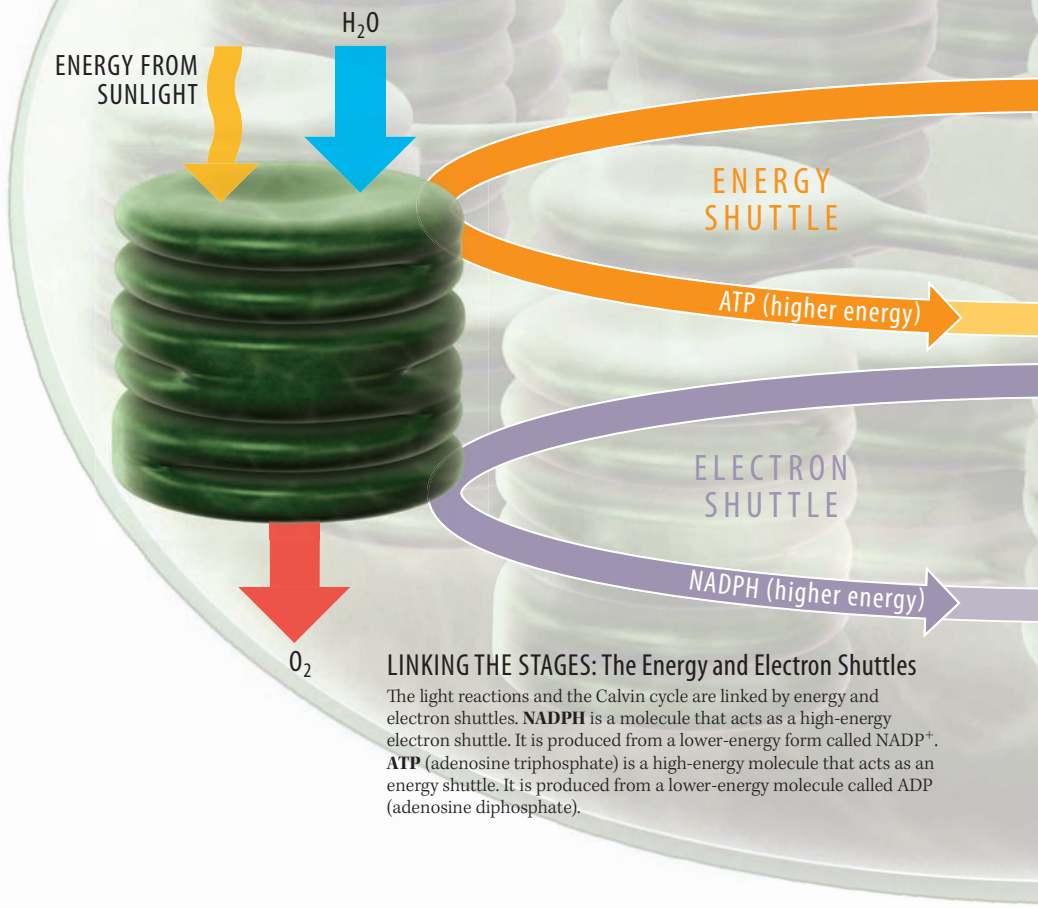 H₂O
ENERGY FROM
SUNLIGHT
ENERGY
SHUTTLE
ATP (higher energy)
ELECTRON
SHUTTLE
NADPH (higher energy)
O₂
LINKING THE STAGES: The Energy and Electron Shuttles
The light reactions and the Calvin cycle are linked by energy and
electron shuttles. NADPH is a molecule that acts as a high-energy
electron shuttle. It is produced from a lower-energy form called NADP⁺.
ATP (adenosine triphosphate) is a high-energy molecule that acts as an
energy shuttle. It is produced from a lower-energy molecule called ADP
(adenosine diphosphate).